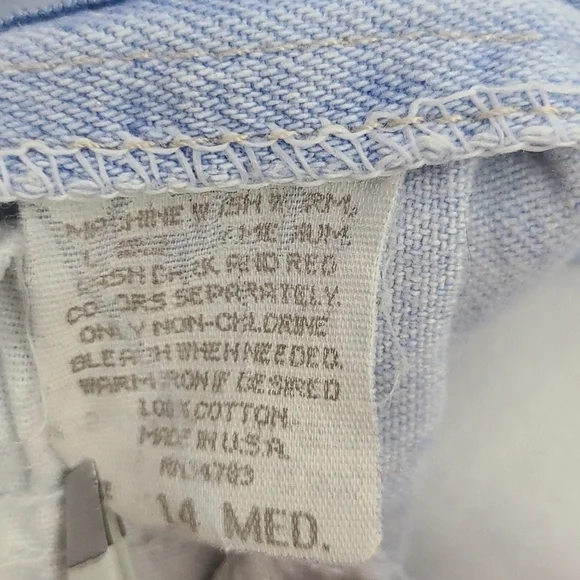 MACHINE WASH WARM,
MEDIUM.
WASH DARK AND RED
COLORS SEPARATELY.
ONLY NON-CHLORINE
BLEACH WHEN NEEDED.
WARM IRON IF DESIRED
100% COTTON
MADE IN U.S.A.
14 MED.